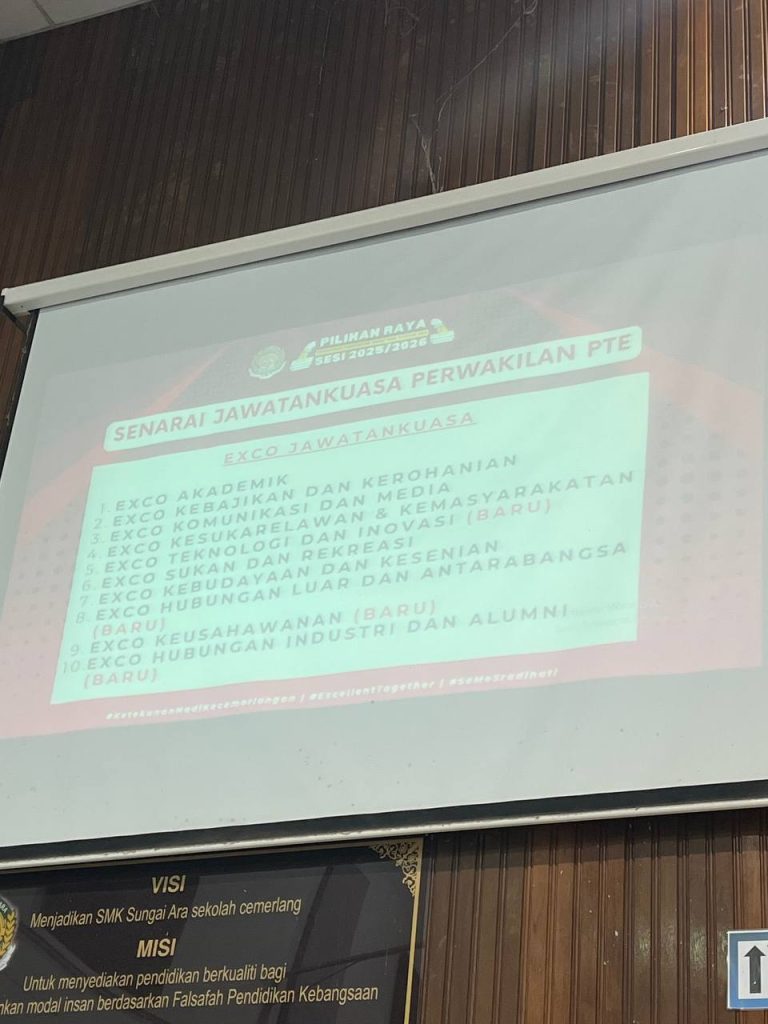 PILIHAN RAYA
SESI 2025/2026
SENARAI JAWATANKUASA PERWAKILAN PTE
EXCO JAWATANKUASA
1. EXCO AKADEMIK
2. EXCO KEBAJIKAN DAN KEROHANIAN
3. EXCO KOMUNIKASI DAN MEDIA
4. EXCO KESUKARELAWAN & KEMASYARAKATAN
5. EXCO TEKNOLOGI DAN INOVASI (BARU)
6. EXCO SUKAN DAN REKREASI
7. EXCO KEBUDAYAAN DAN KESENIAN
8. EXCO HUBUNGAN LUAR DAN ANTARABANGSA
(BARU)
9. EXCO KEUSAHAWANAN (BARU)
10. EXCO HUBUNGAN INDUSTRI DAN ALUMNI
(BARU)
#ExcellentTogether |
VISI
Menjadikan SMK Sungai Ara sekolah cemerlang
MISI
Untuk menyediakan pendidikan berkualiti bagi
modal insan berdasarkan Falsafah Pendidikan Kebangsaan